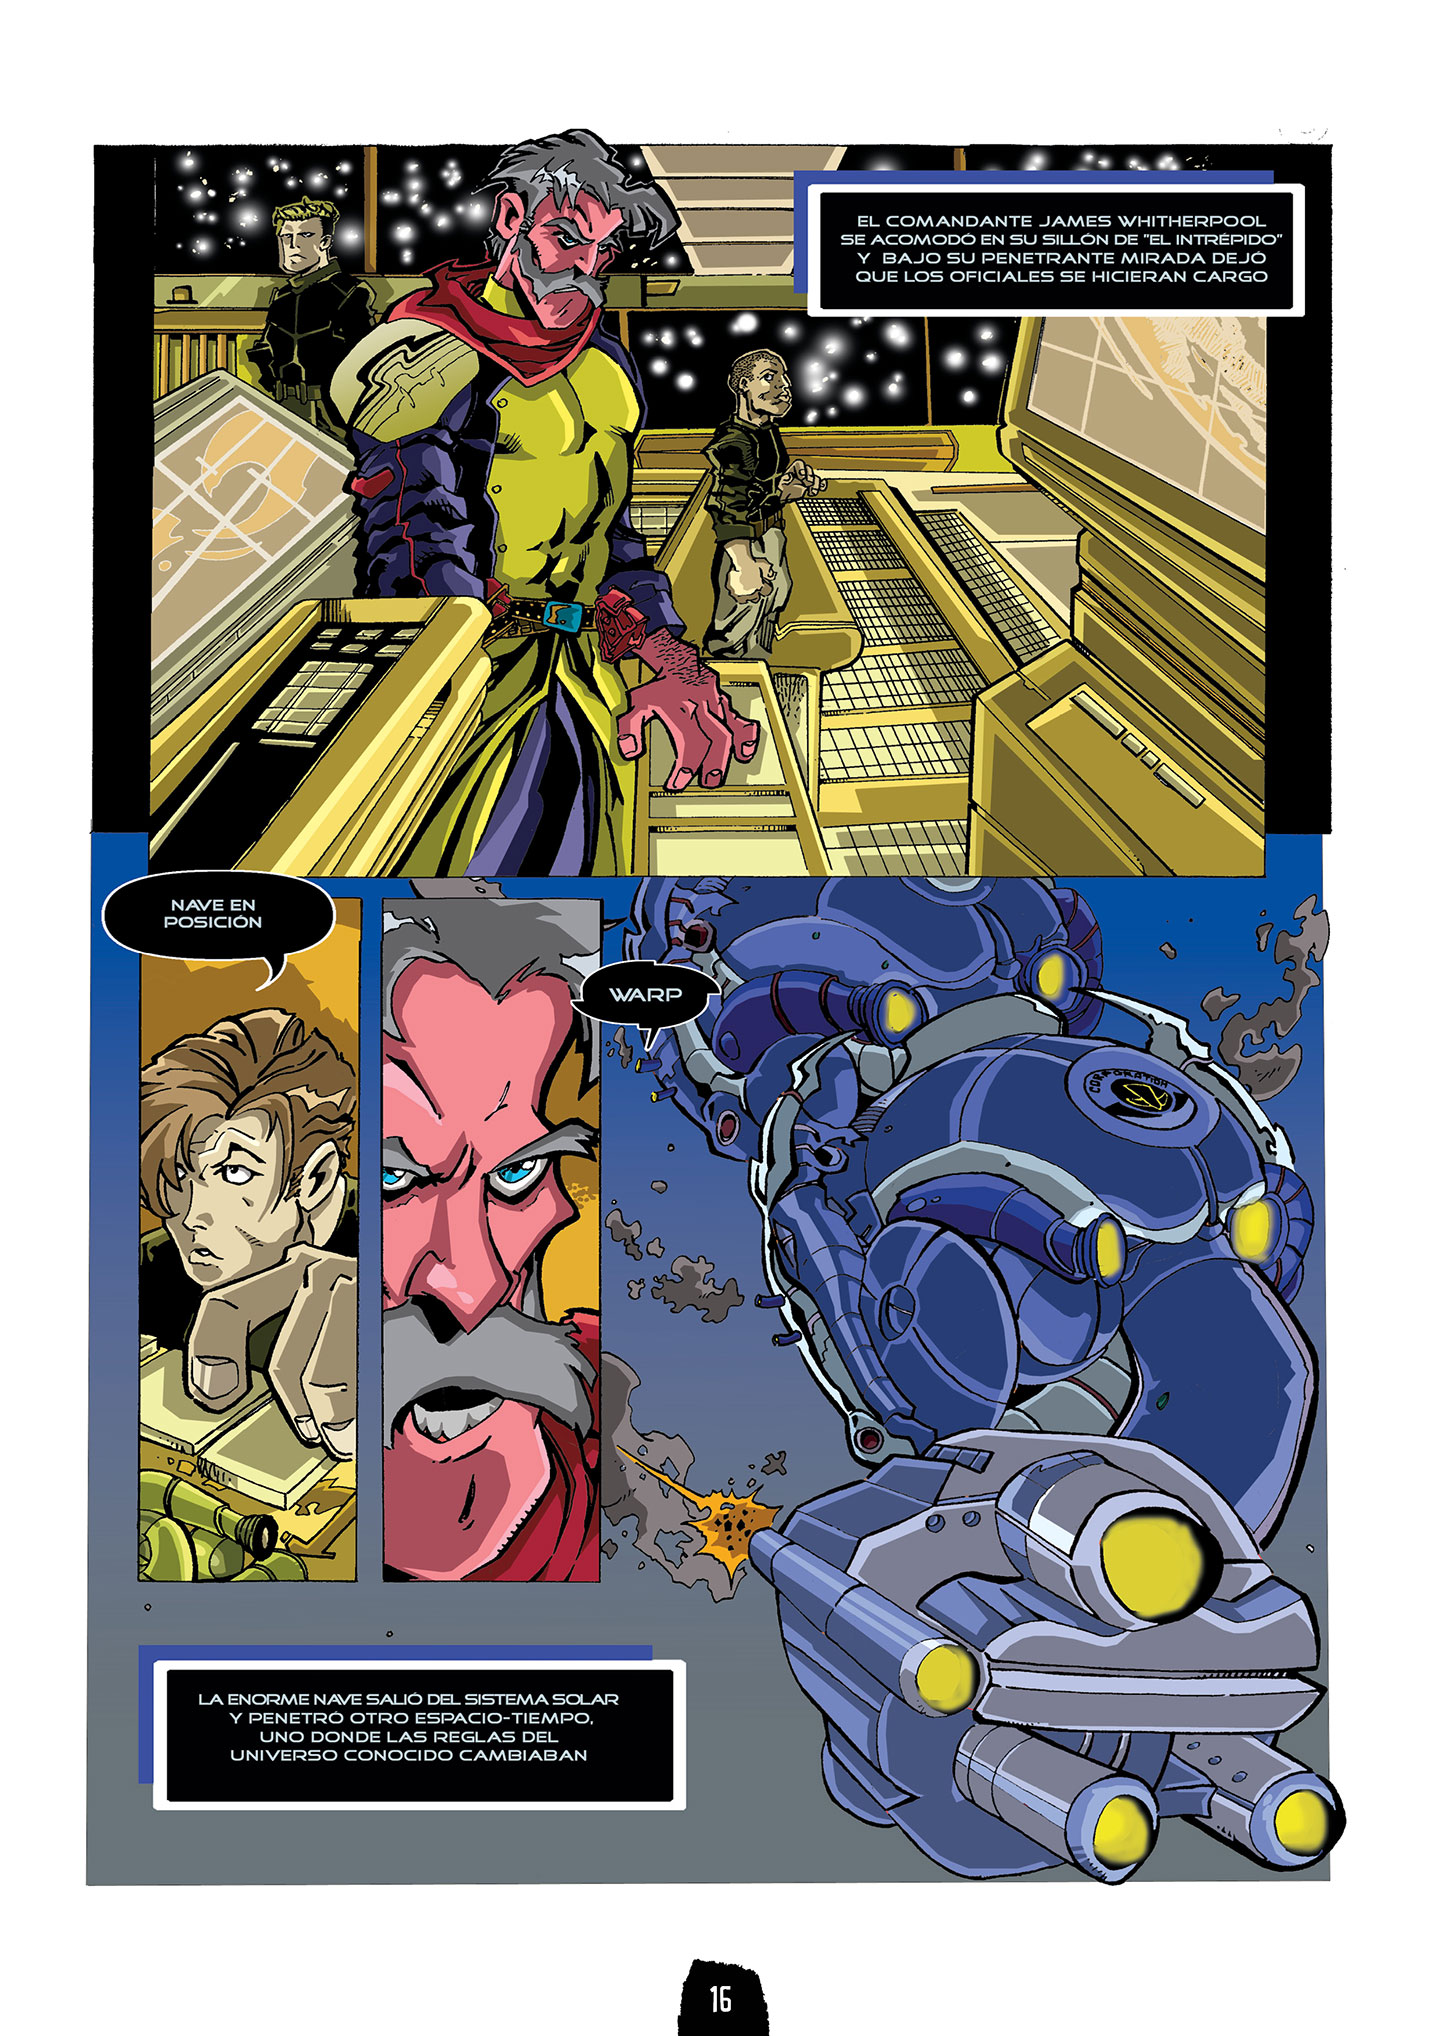 EL COMANDANTE JAMES WHITHERPOOL
SE ACOMODÓ EN SU SILLÓN DE "EL INTRÉPIDO"
Y BAJO SU PENETRANTE MIRADA DEJÓ
QUE LOS OFICIALES SE HICIERAN CARGO
NAVE EN
POSICIÓN
WARP
CORPORATION
LA ENORME NAVE SALIÓ DEL SISTEMA SOLAR
Y PENETRÓ OTRO ESPACIO-TIEMPO,
UNO DONDE LAS REGLAS DEL
UNIVERSO CONOCIDO CAMBIABAN
16